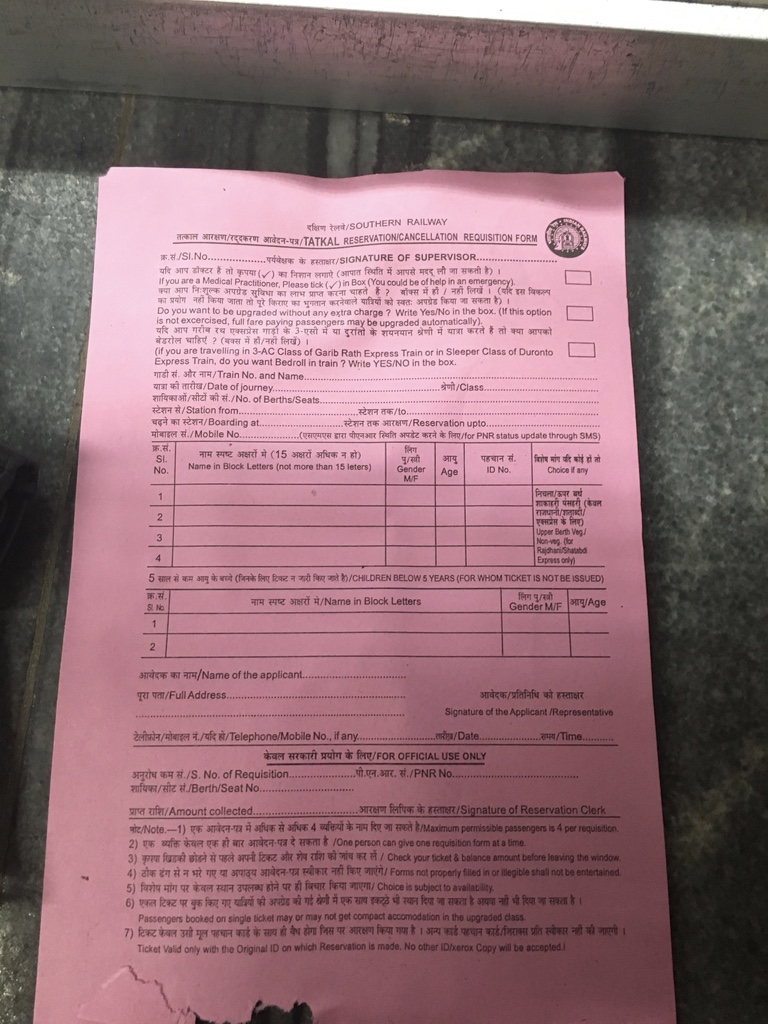 दक्षिण रेलवे/SOUTHERN RAILWAY
तत्काल आरक्षण/रद्दकरण आवेदन-पत्र/TATKAL RESERVATION/CANCELLATION REQUISITION FORM
क्र.सं./Sl.No..................पर्यवेक्षक के हस्ताक्षर/SIGNATURE OF SUPERVISOR..............................
यदि आप डॉक्टर हैं तो कृपया (✓) का निशान लगाएँ (आपात स्थिति में आपसे मदद ली जा सकती है) ।
If you are a Medical Practitioner, Please tick (✓) in Box (You could be of help in an emergency).
क्या आप नि:शुल्क अपग्रेड सुविधा का लाभ प्राप्त करना चाहते हैं ? बॉक्स में हाँ / नहीं लिखें । (यदि इस विकल्प
का प्रयोग नहीं किया जाता तो पूरे किराए का भुगतान करनेवाले यात्रियों को स्वत: अपग्रेड किया जा सकता है) ।
Do you want to be upgraded without any extra charge ? Write Yes/No in the box. (If this option
is not excercised, full fare paying passengers may be upgraded automatically).
यदि आप गरीब रथ एक्सप्रेस गाड़ी के 3-एसी में या दुरंतो के शयनयान श्रेणी में यात्रा करते हैं तो क्या आपको
बेडरोल चाहिए ? (बक्स में हाँ/नहीं लिखें) ।
(if you are travelling in 3-AC Class of Garib Rath Express Train or in Sleeper Class of Duronto
Express Train, do you want Bedroll in train ? Write YES/NO in the box.
गाडी सं. और नाम/Train No. and Name..............................
यात्रा की तारीख/Date of journey..............................श्रेणी/Class..............................
शायिकाओं/सीटों की सं./No. of Berths/Seats..............................
स्टेशन से/Station from..............................स्टेशन तक/to..............................
चढ़ने का स्टेशन/Boarding at..............................स्टेशन तक आरक्षण/Reservation upto..............................
मोबाइल सं./Mobile No..................(एसएमएस द्वारा पीएनआर स्थिति अपडेट करने के लिए/for PNR status update through SMS)
क्र.सं. Sl. No.
नाम स्पष्ट अक्षरों मे (15 अक्षरों अधिक न हो) Name in Block Letters (not more than 15 leters)
लिंग पु/स्त्री Gender M/F
आयु Age
पहचान सं. ID No.
विशेष मांग यदि कोई हो तो Choice if any
1
2
3
4
निचला/ऊपर बर्थ
शाकाहारी मंसहरी (केवल
राजधानी/शताब्दी/
एक्सप्रेस के लिए)
Upper Berth Veg./
Non-veg. (for
Rajdhani/Shatabdi
Express only)
5 साल से कम आयु के बच्चे (जिनके लिए टिकट न जारी किए जाते है)/CHILDREN BELOW 5 YEARS (FOR WHOM TICKET IS NOT BE ISSUED)
क्र.सं. Sl. No.
नाम स्पष्ट अक्षरों मे/Name in Block Letters
लिंग पु/स्त्री Gender M/F
आयु/Age
1
2
आवेदक का नाम/Name of the applicant..............................
पूरा पता/Full Address..............................
आवेदक/प्रतिनिधि को हस्ताक्षर
Signature of the Applicant /Representative
टेलीफ़ोन/मोबाइल नं./यदि हो/Telephone/Mobile No., if any....................तारीख़/Date....................समय/Time..........
केवल सरकारी प्रयोग के लिए/FOR OFFICIAL USE ONLY
अनुरोध कम सं./S. No. of Requisition....................पी.एन.आर. सं./PNR No..............................
शायिका/सीट सं./Berth/Seat No..............................
प्राप्त राशि/Amount collected..............................आरक्षण लिपिक के हस्ताक्षर/Signature of Reservation Clerk
नोट/Note.—1) एक आवेदन-पत्र में अधिक से अधिक 4 व्यक्तियों के नाम दिए जा सकते है/Maximum permissible passengers is 4 per requisition.
2) एक व्यक्ति केवल एक ही बार आवेदन-पत्र दे सकता है /One person can give one requisition form at a time.
3) कृपया खिडकी छोडने से पहले अपनी टिकट और शेष राशि की जांच कर लें / Check your ticket & balance amount before leaving the window.
4) ठीक ढंग से न भरे गए या अपाठ्य आवेदन-पत्र स्वीकार नहीं किए जाएंगे/ Forms not properly filled in or illegible shall not be entertained.
5) विशेष मांग पर केवल स्थान उपलब्ध होने पर ही विचार किया जाएगा/ Choice is subject to availability.
6) एकल टिकट पर बुक किए गए यात्रियों को अपग्रेड की गई श्रेणी में एक साथ इकट्ठे भी स्थान दिया जा सकता है अथवा नहीं भी दिया जा सकता है ।
Passengers booked on single ticket may or may not get compact accomodation in the upgraded class.
7) टिकट केवल उसी मूल पहचान कार्ड के साथ ही वैध होगा जिस पर आरक्षण किया गया है । अन्य कार्ड पहचान कार्ड/जिराक्स प्रति स्वीकार नहीं की जाएगी ।
Ticket Valid only with the Original ID on which Reservation is made. No other ID/xerox Copy will be accepted.।